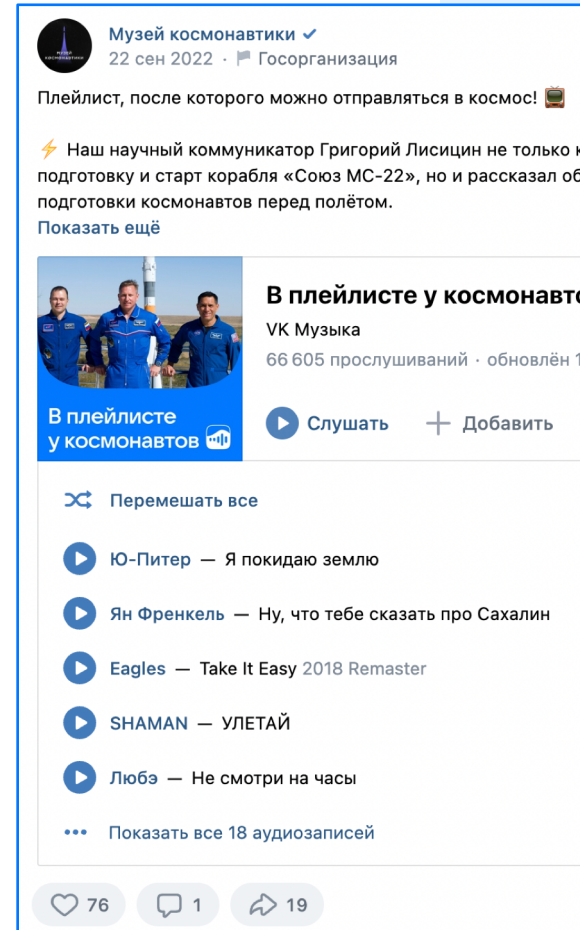 Музей космонавтики
22 сен 2022 · Госорганизация
Плейлист, после которого можно отправляться в космос!
Наш научный коммуникатор Григорий Лисицин не только
подготовку и старт корабля «Союз МС-22», но и рассказал
подготовки космонавтов перед полётом.
Показать ещё
В плейлисте
у космонавтов
В плейлисте у
VK Музыка
66 605 прослушиваний · обновлён
Слушать
Добавить
Перемешать все
Ю-Питер — Я покидаю землю
Ян Френкель — Ну, что тебе сказать про Сахалин
Eagles — Take It Easy 2018 Remaster
SHAMAN — УЛЕТАЙ
Любэ — Не смотри на часы
Показать все 18 аудиозаписей
76
1
19